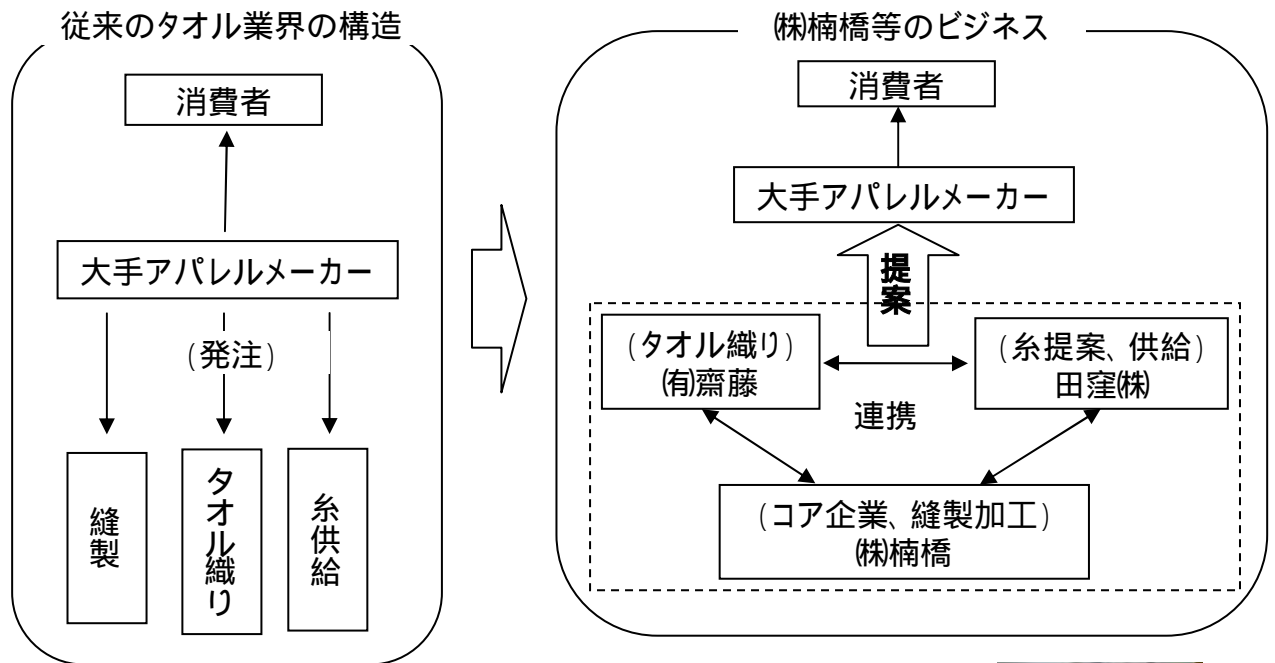 従来のタオル業界の構造
消費者
大手アパレルメーカー
(発注)
縫製
タオル織り
糸供給
㈱楠橋等のビジネス
消費者
大手アパレルメーカー
提案
(タオル織り)
㈲齋藤
(糸提案、供給)
田窪㈱
連携
(コア企業、縫製加工)
㈱楠橋